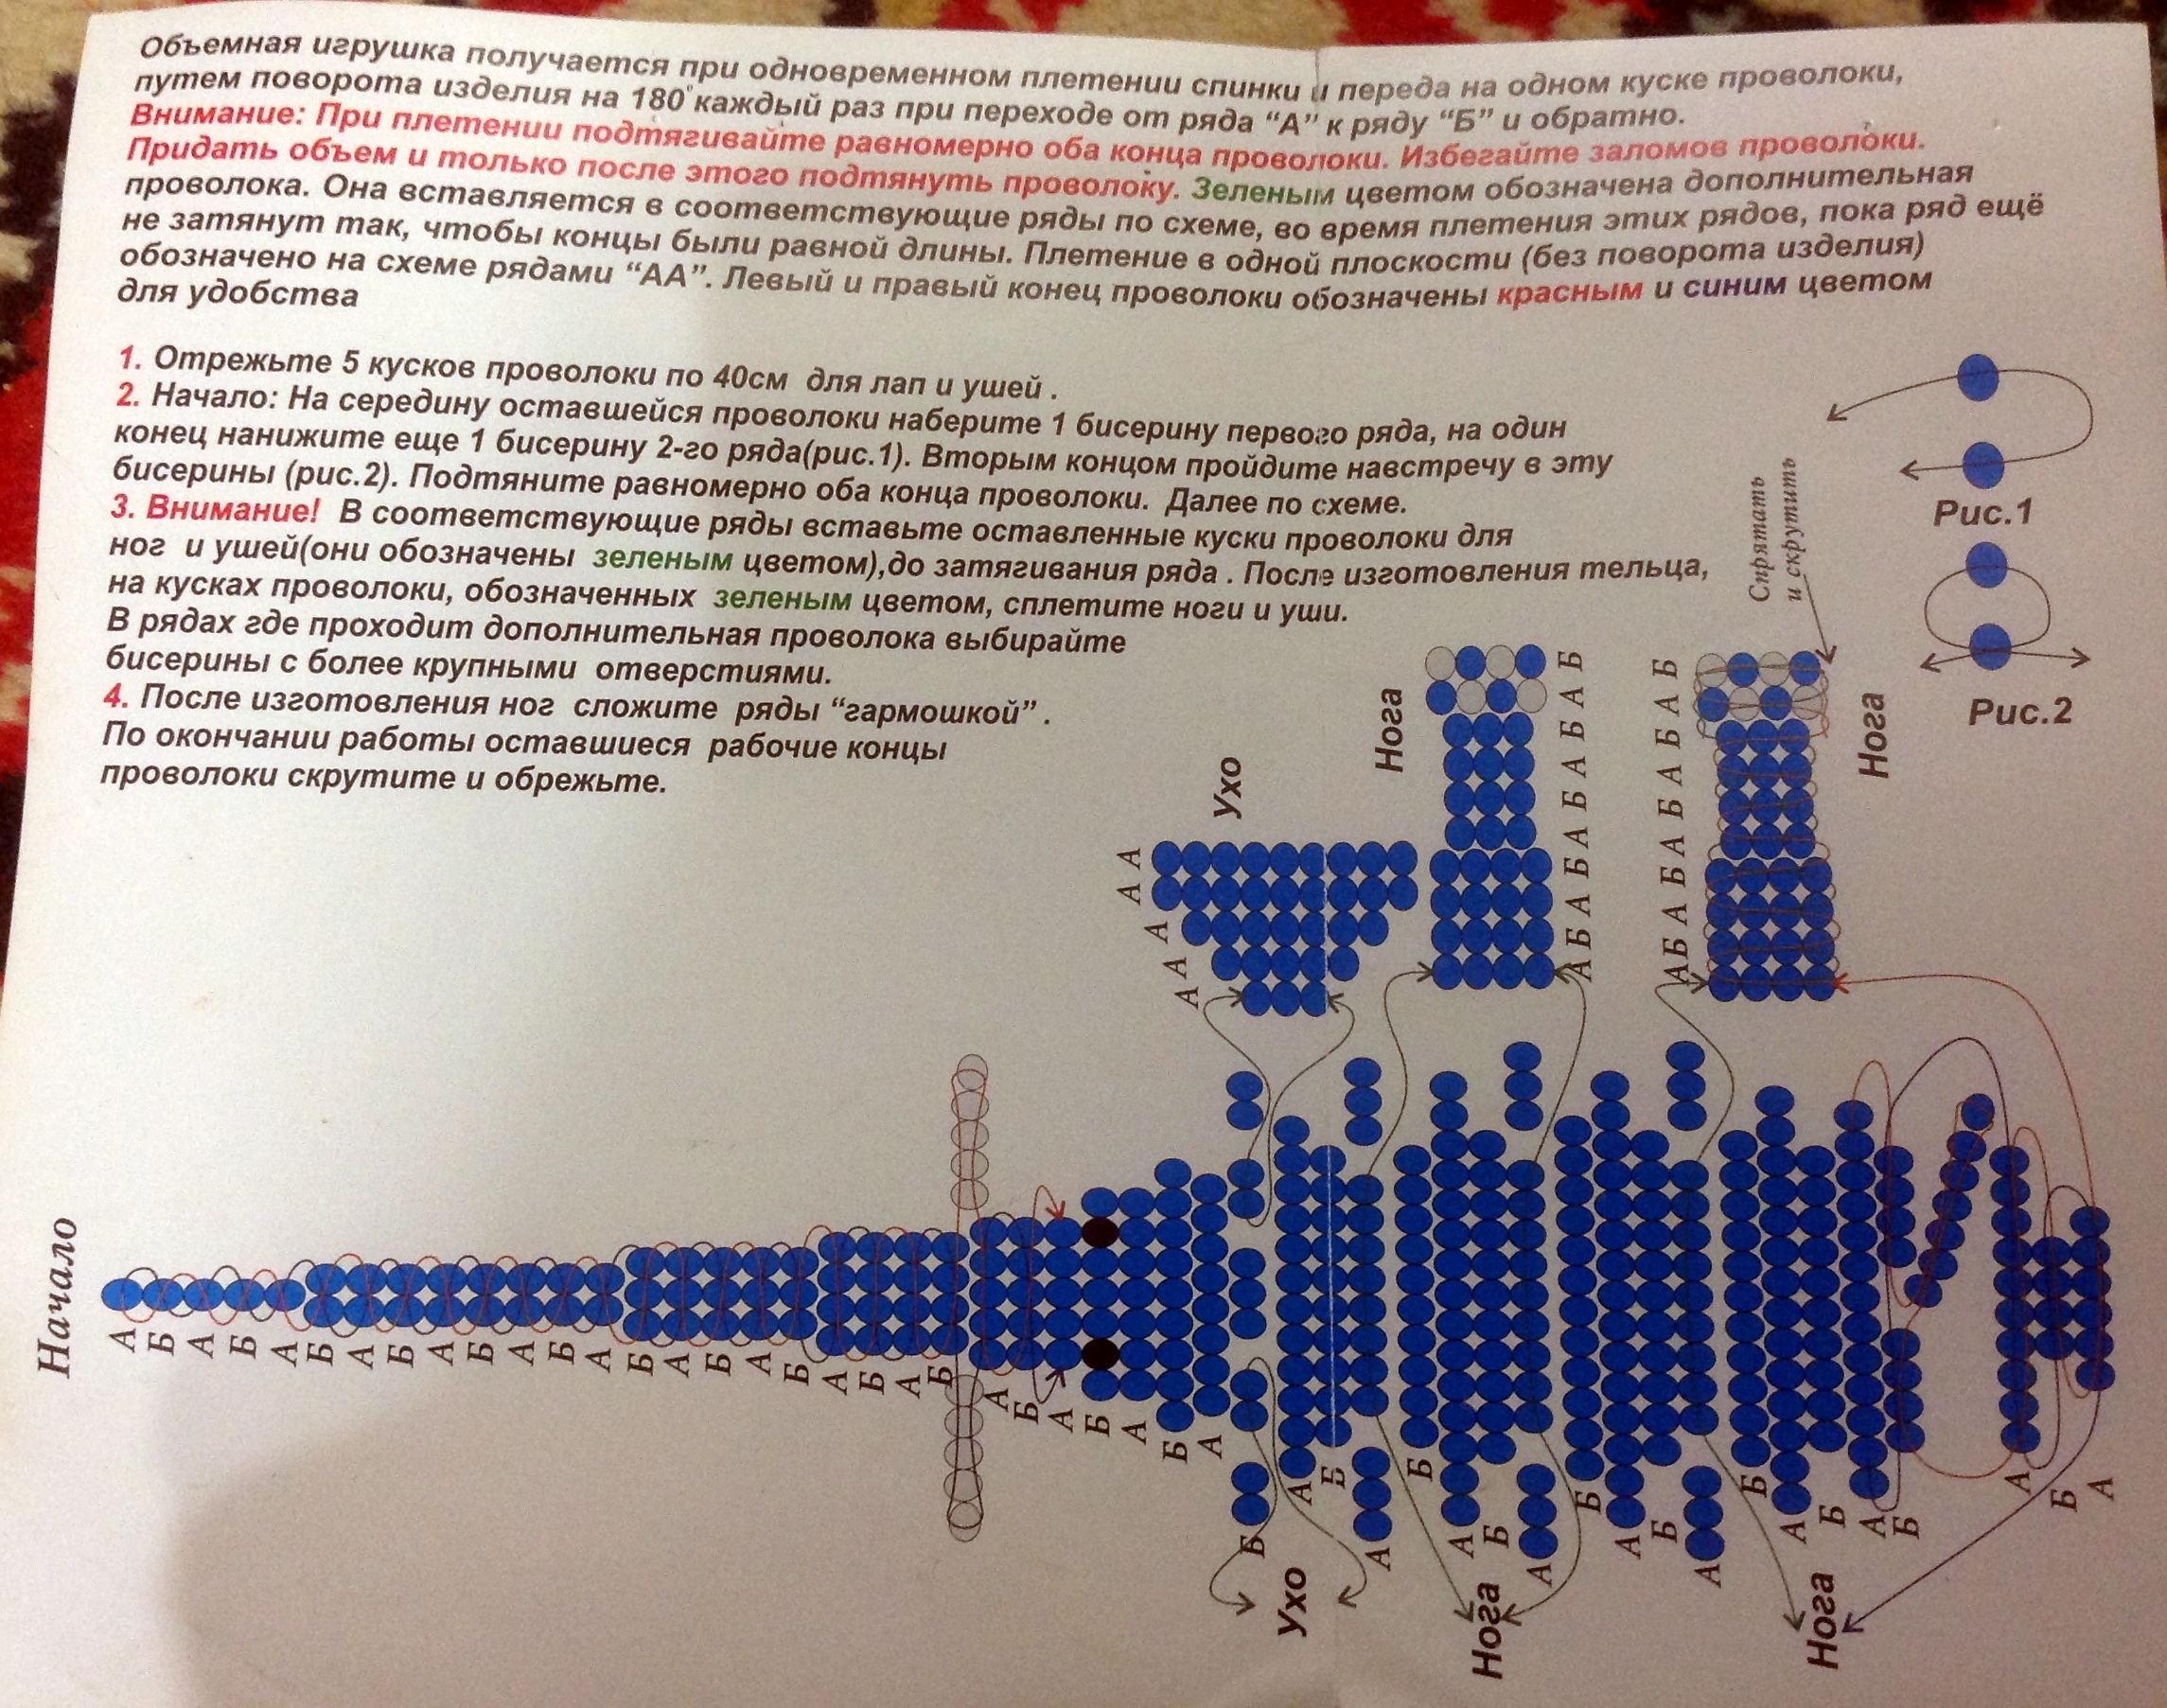 Объемная игрушка получается при одновременном плетении спинки и переда на одном куске проволоки,
путем поворота изделия на 180° каждый раз при переходе от ряда “А” к ряду “Б” и обратно.
Внимание: При плетении подтягивайте равномерно оба конца проволоки. Избегайте заломов проволоки.
Придать объем и только после этого подтянуть проволоку. Зеленым цветом обозначена дополнительная
проволока. Она вставляется в соответствующие ряды по схеме, во время плетения этих рядов, пока ряд ещё
не затянут так, чтобы концы были равной длины. Плетение в одной плоскости (без поворота изделия)
обозначено на схеме рядами “АА”. Левый и правый конец проволоки обозначены красным и синим цветом
для удобства
1. Отрежьте 5 кусков проволоки по 40см для лап и ушей .
2. Начало: На середину оставшейся проволоки наберите 1 бисерину первого ряда, на один
конец нанижите еще 1 бисерину 2-го ряда(рис.1). Вторым концом пройдите навстречу в эту
бисерины (рис.2). Подтяните равномерно оба конца проволоки. Далее по схеме.
3. Внимание! В соответствующие ряды вставьте оставленные куски проволоки для
ног и ушей(они обозначены зеленым цветом),до затягивания ряда . После изготовления тельца,
на кусках проволоки, обозначенных зеленым цветом, сплетите ноги и уши.
В рядах где проходит дополнительная проволока выбирайте
бисерины с более крупными отверстиями.
4. После изготовления ног сложите ряды “гармошкой” .
По окончании работы оставшиеся рабочие концы
проволоки скрутите и обрежьте.
Рис.1
Рис.2
Спрятать
и скрутить
Ухо
А А А А А
Нога
А Б А Б А Б А Б А Б
А Б А Б А Б А Б А Б
Нога
Начало
А Б А Б А Б А Б А Б А Б А Б А Б А Б А Б А Б А Б А Б А Б А Б А Б А Б А Б А Б А Б А Б А Б А Б А
Ухо
Нога
Нога